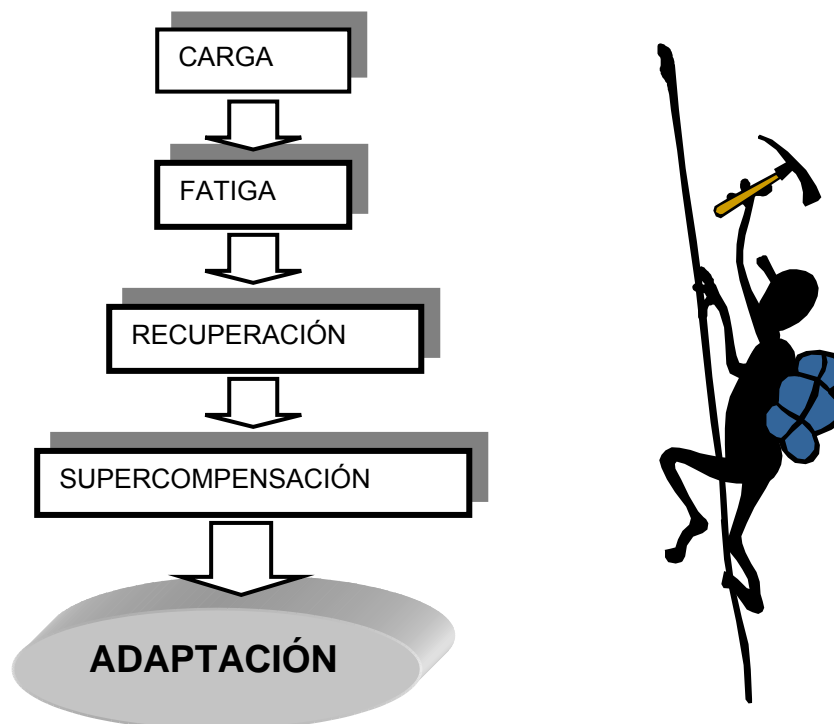 CARGA
FATIGA
RECUPERACIÓN
SUPERCOMPENSACIÓN
ADAPTACIÓN